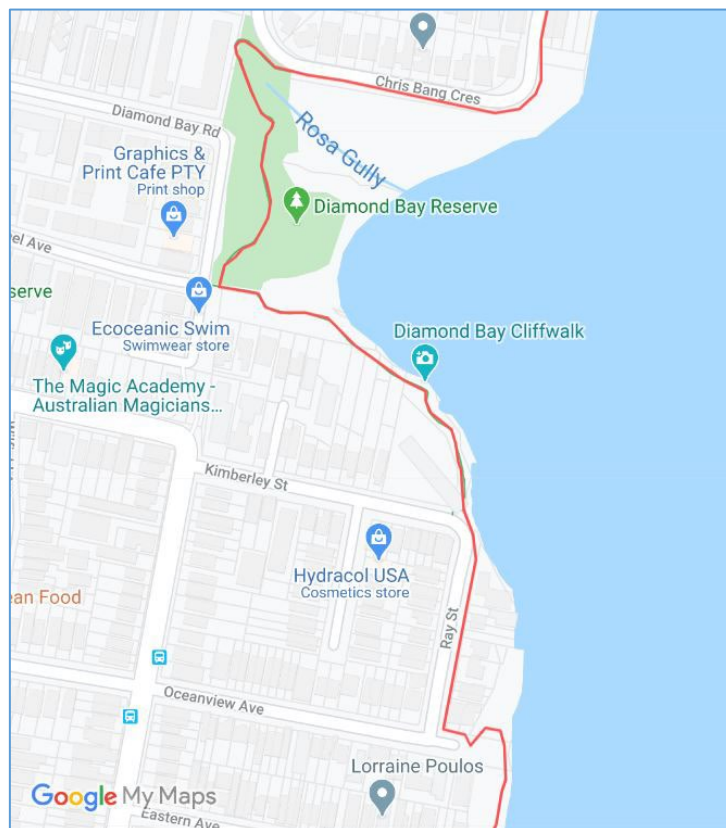 Chris Bang Cres
Diamond Bay Rd
Rosa Gully
Graphics &
Print Cafe PTY
Print shop
Diamond Bay Reserve
el Ave
serve
Ecoceanic Swim
Swimwear store
Diamond Bay Cliffwalk
The Magic Academy -
Australian Magicians...
Kimberley St
Hydracol USA
Cosmetics store
ean Food
Ray St
Oceanview Ave
Lorraine Poulos
Google My Maps
Eastern Ave